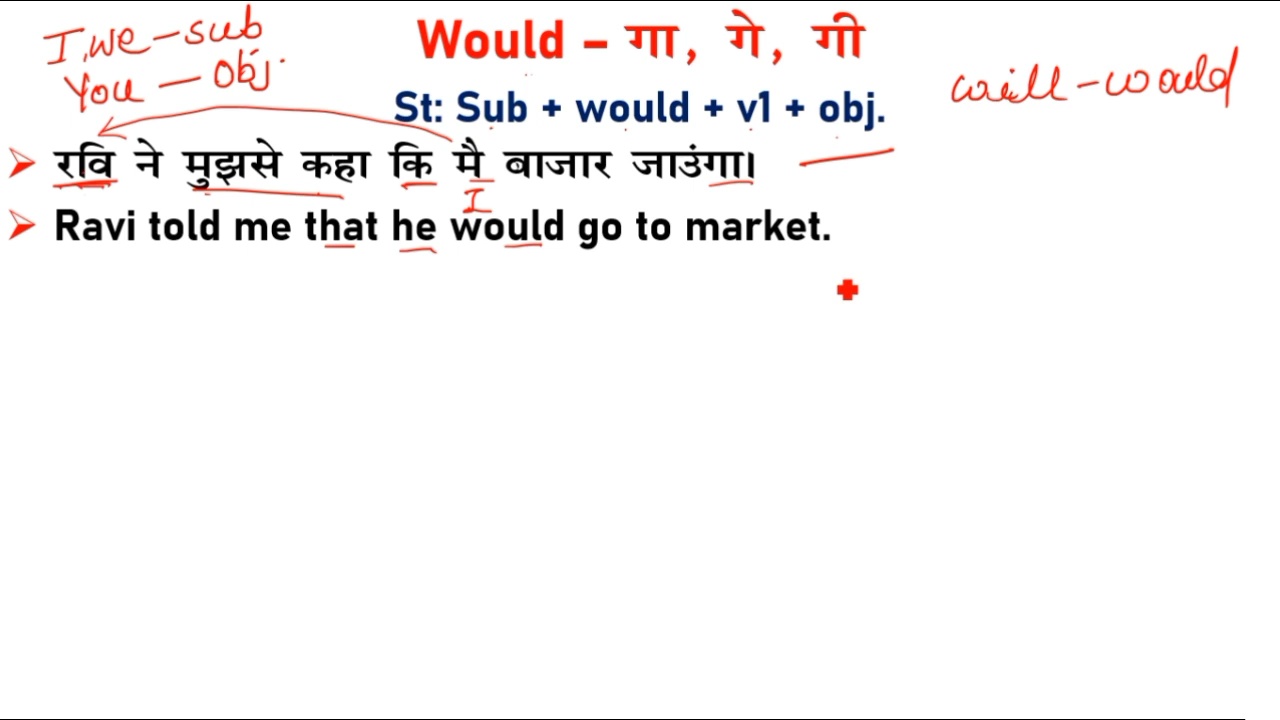 I, we - sub
You - Obj.
Would – गा, गे, गी
will - would
St: Sub + would + v1 + obj.
रवि ने मुझसे कहा कि मै बाजार जाउंगा।
I
Ravi told me that he would go to market.